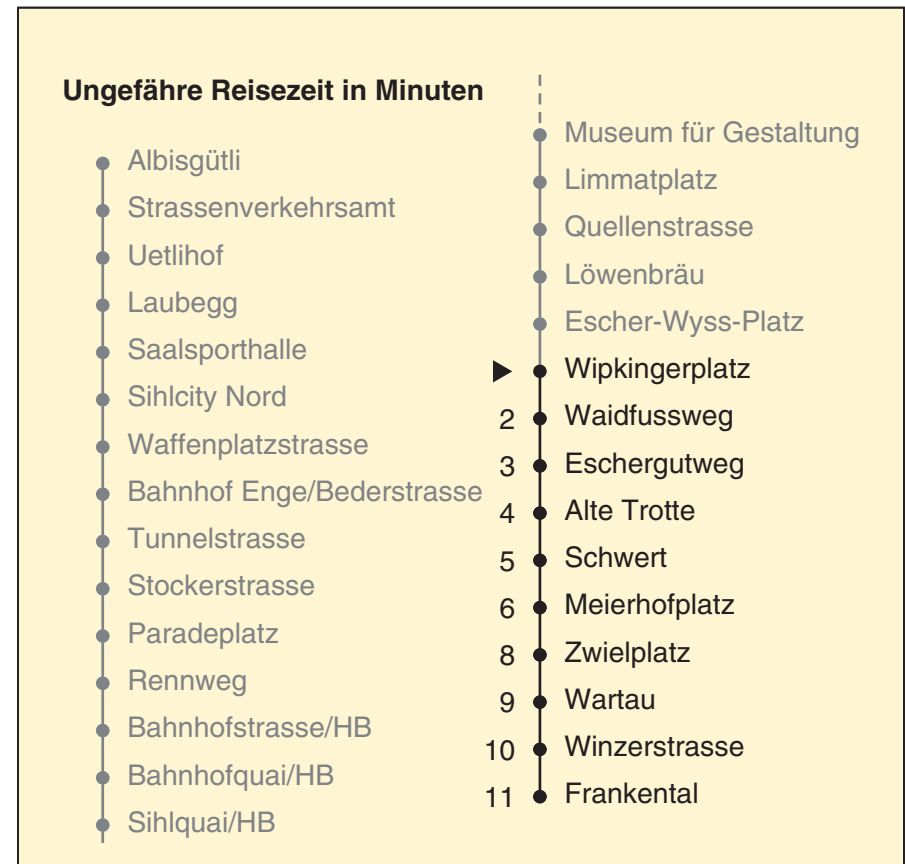 Ungefähre Reisezeit in Minuten
Albisgütli
Strassenverkehrsamt
Uetlihof
Laubegg
Saalsporthalle
Sihlcity Nord
Waffenplatzstrasse
Bahnhof Enge/Bederstrasse
Tunnelstrasse
Stockerstrasse
Paradeplatz
Rennweg
Bahnhofstrasse/HB
Bahnhofquai/HB
Sihlquai/HB
Museum für Gestaltung
Limmatplatz
Quellenstrasse
Löwenbräu
Escher-Wyss-Platz
Wipkingerplatz
2 Waidfussweg
3 Eschergutweg
4 Alte Trotte
5 Schwert
6 Meierhofplatz
8 Zwielplatz
9 Wartau
10 Winzerstrasse
11 Frankental